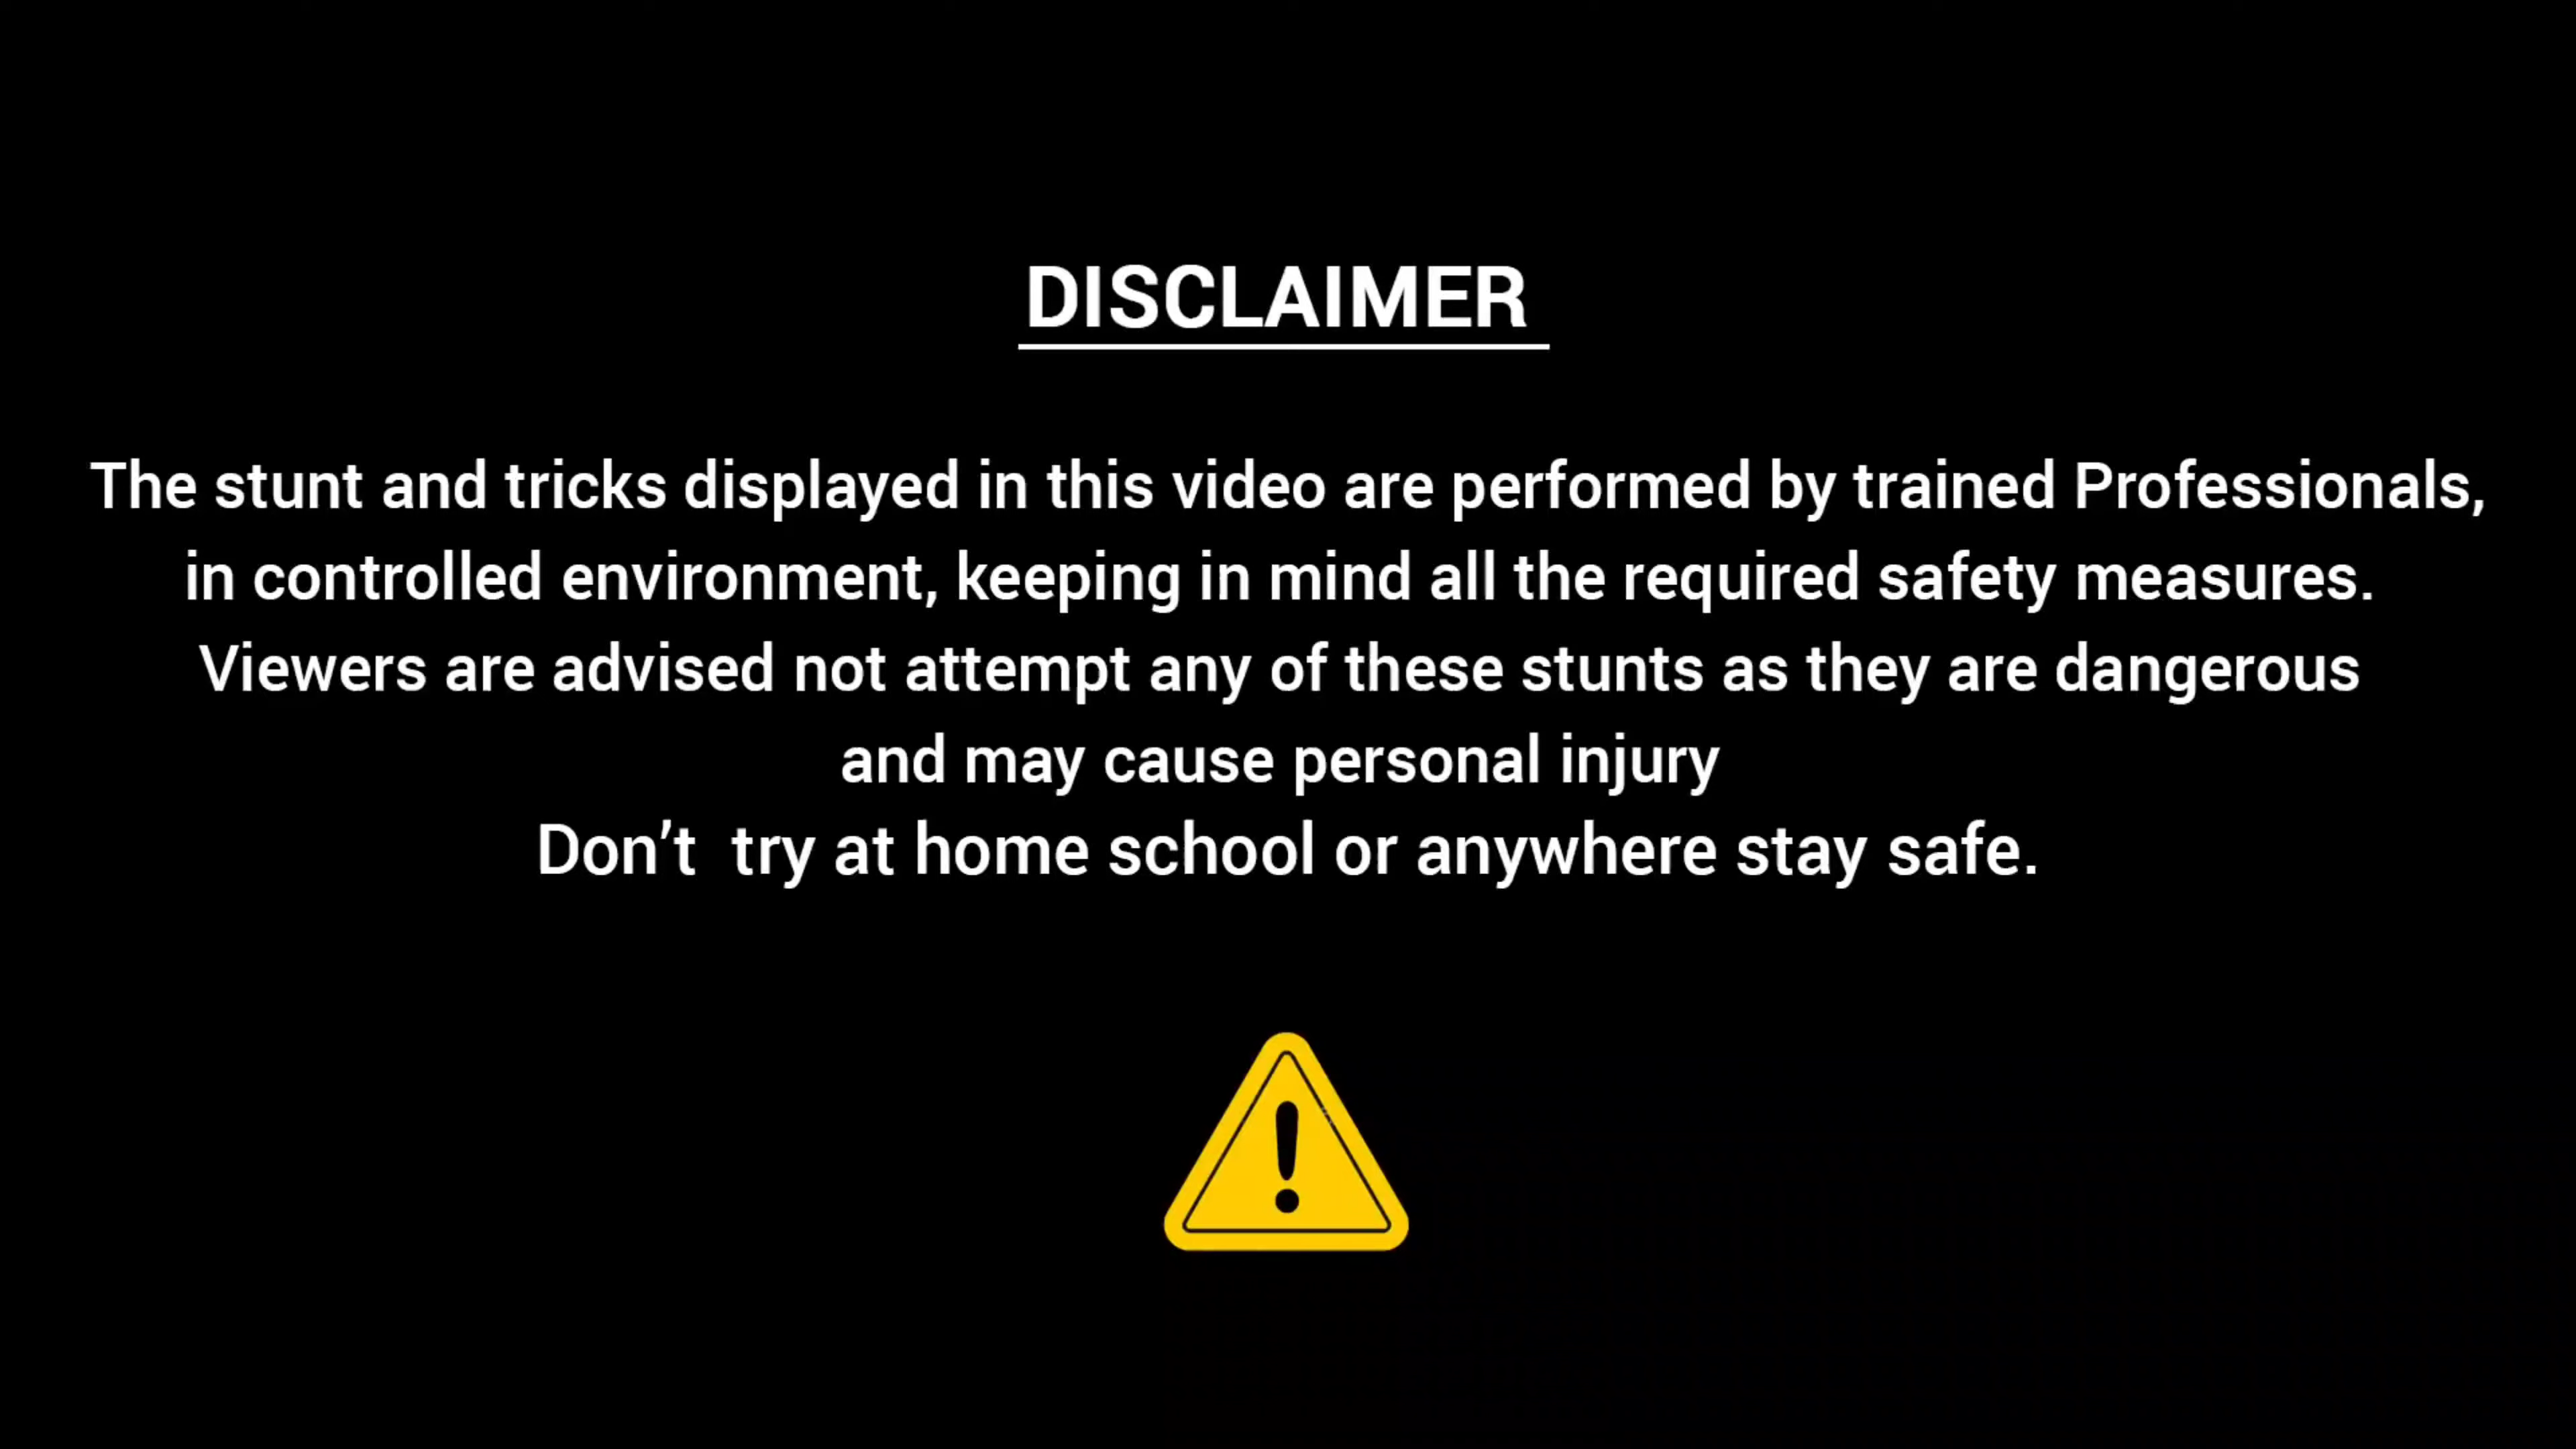 DISCLAIMER
The stunt and tricks displayed in this video are performed by trained Professionals,
in controlled environment, keeping in mind all the required safety measures.
Viewers are advised not attempt any of these stunts as they are dangerous
and may cause personal injury
Don’t  try at home school or anywhere stay safe.